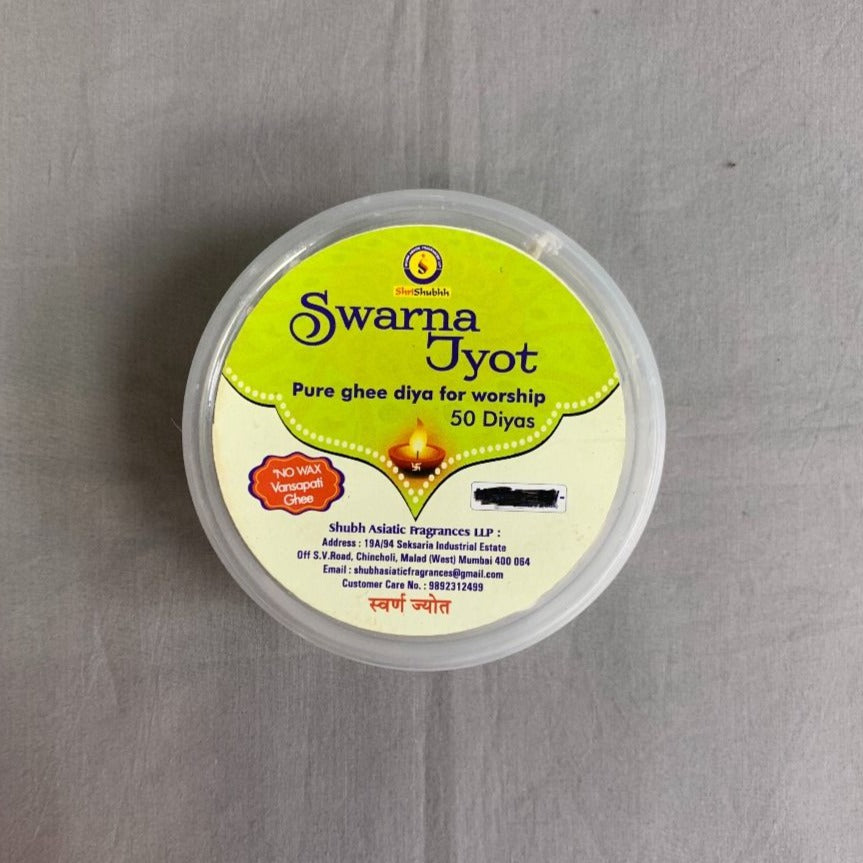 ShriShubhh
Swarna
Jyot
Pure ghee diya for worship
50 Diyas
*NO WAX
Vansapati
Ghee
Shubh Asiatic Fragrances LLP :
Address : 19A/94 Seksaria Industrial Estate
Off S.V.Road, Chincholi, Malad (West) Mumbai 400 064
Email : shubhasiaticfragrances@gmail.com
Customer Care No. : 9892312499
स्वर्ण ज्योत